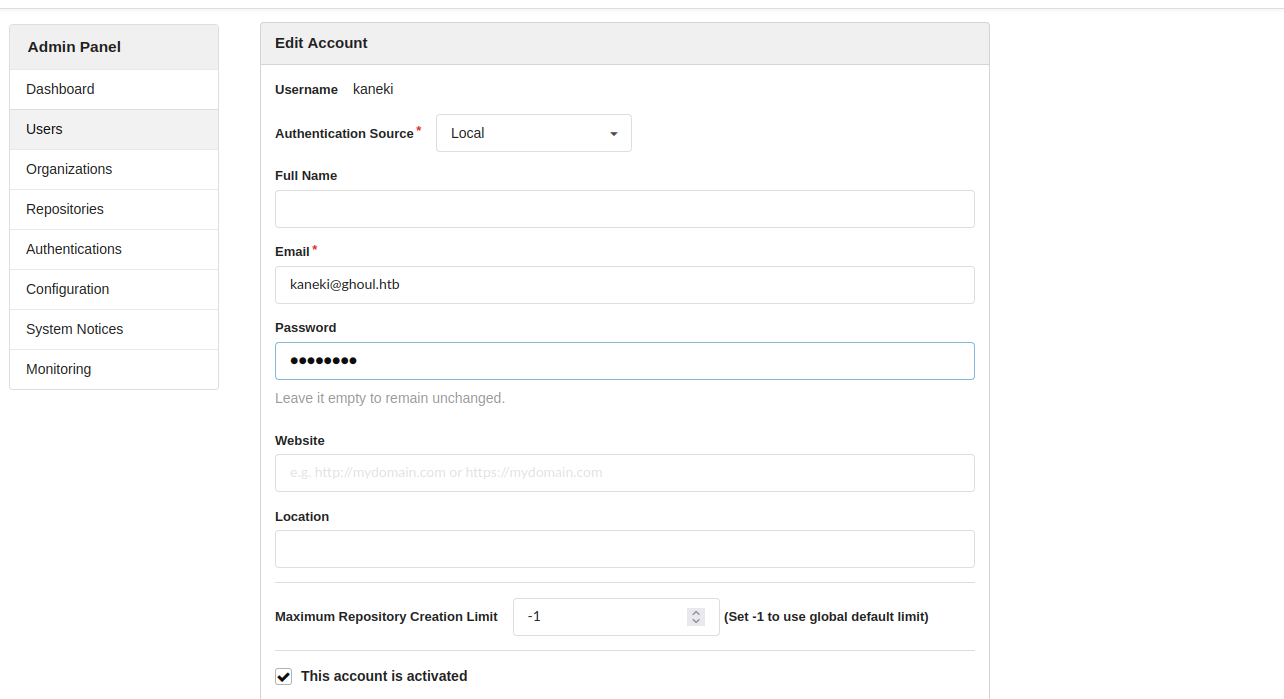 Admin Panel
Dashboard
Users
Organizations
Repositories
Authentications
Configuration
System Notices
Monitoring
Edit Account
Username kaneki
Authentication Source* Local
Full Name
Email*
kaneki@ghoul.htb
Password
●●●●●●●●
Leave it empty to remain unchanged.
Website
e.g. http://mydomain.com or https://mydomain.com
Location
Maximum Repository Creation Limit -1 (Set -1 to use global default limit)
This account is activated